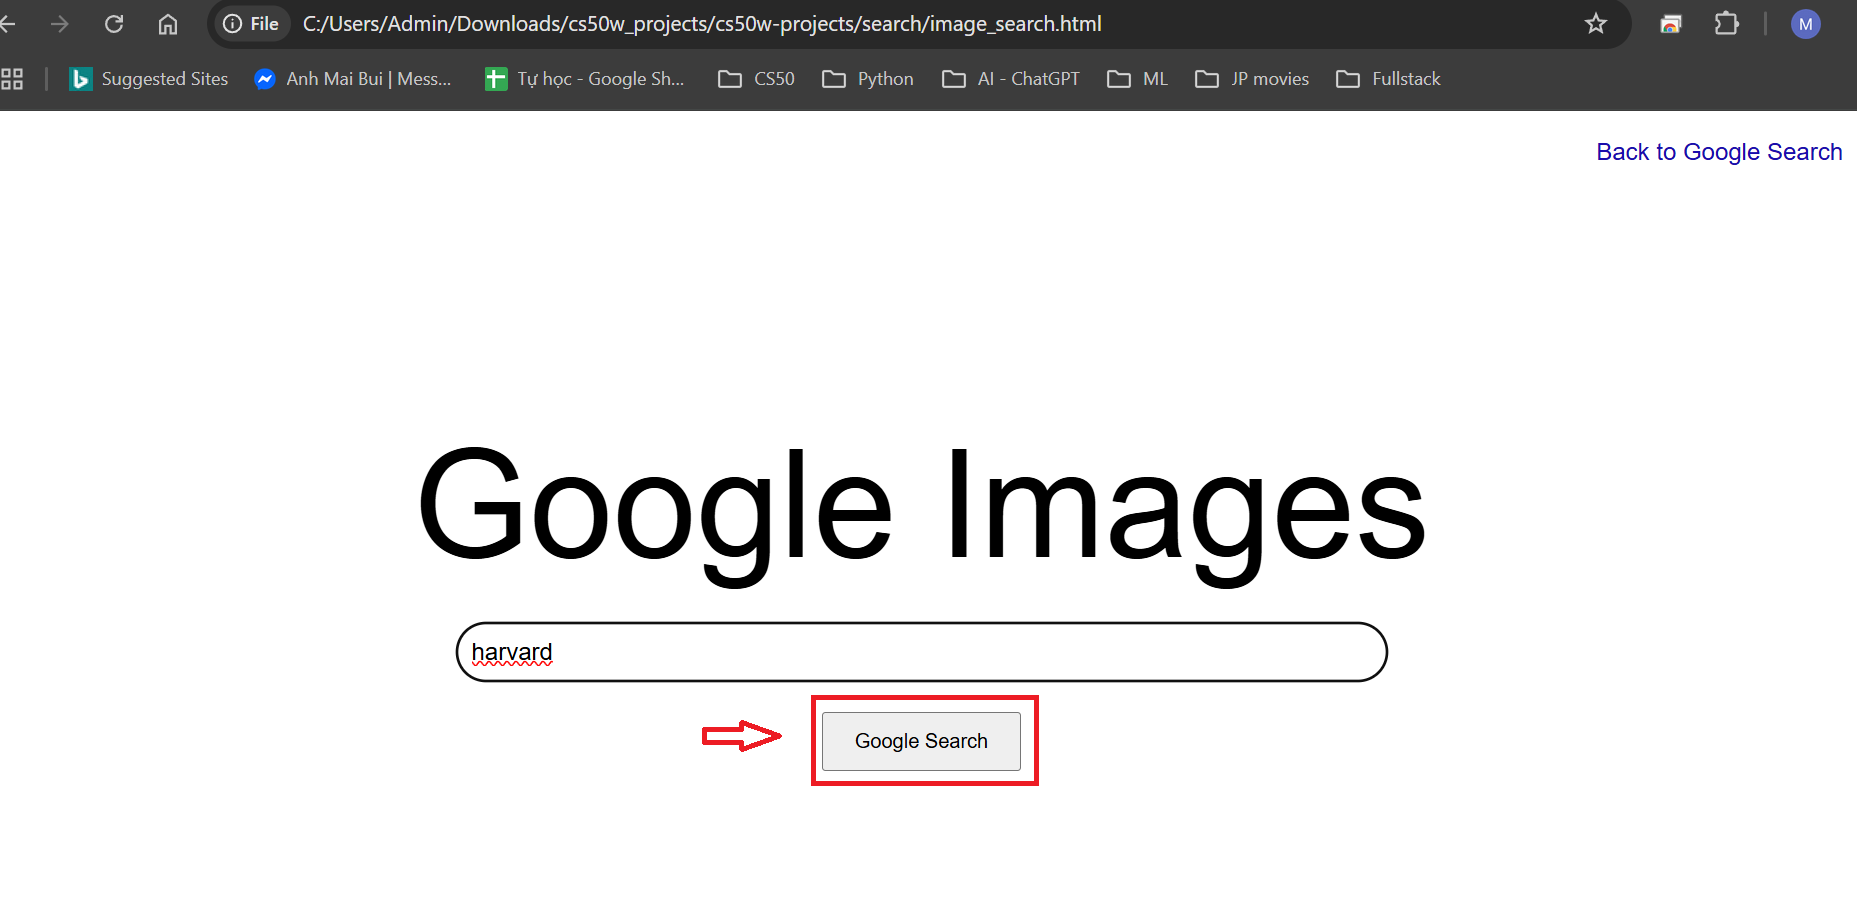 File C:/Users/Admin/Downloads/cs50w_projects/cs50w-projects/search/image_search.html M
Suggested Sites Anh Mai Bui | Mess... Tự học - Google Sh... CS50 Python AI - ChatGPT ML JP movies Fullstack
Back to Google Search
Google Images
harvard
Google Search